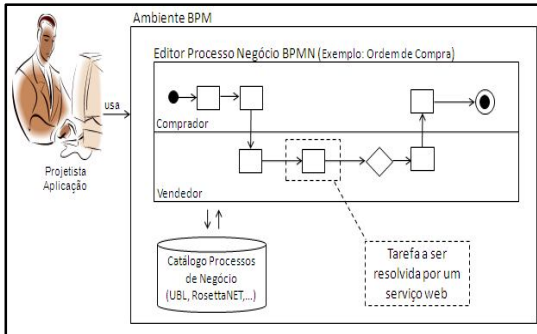 Ambiente BPM
Editor Processo Negócio BPMN (Exemplo: Ordem de Compra)
usa
Comprador
Projetista
Aplicação
Vendedor
Catálogo Processos
de Negócio
(UBL, RosettaNET,...)
Tarefa a ser
resolvida por um
serviço web